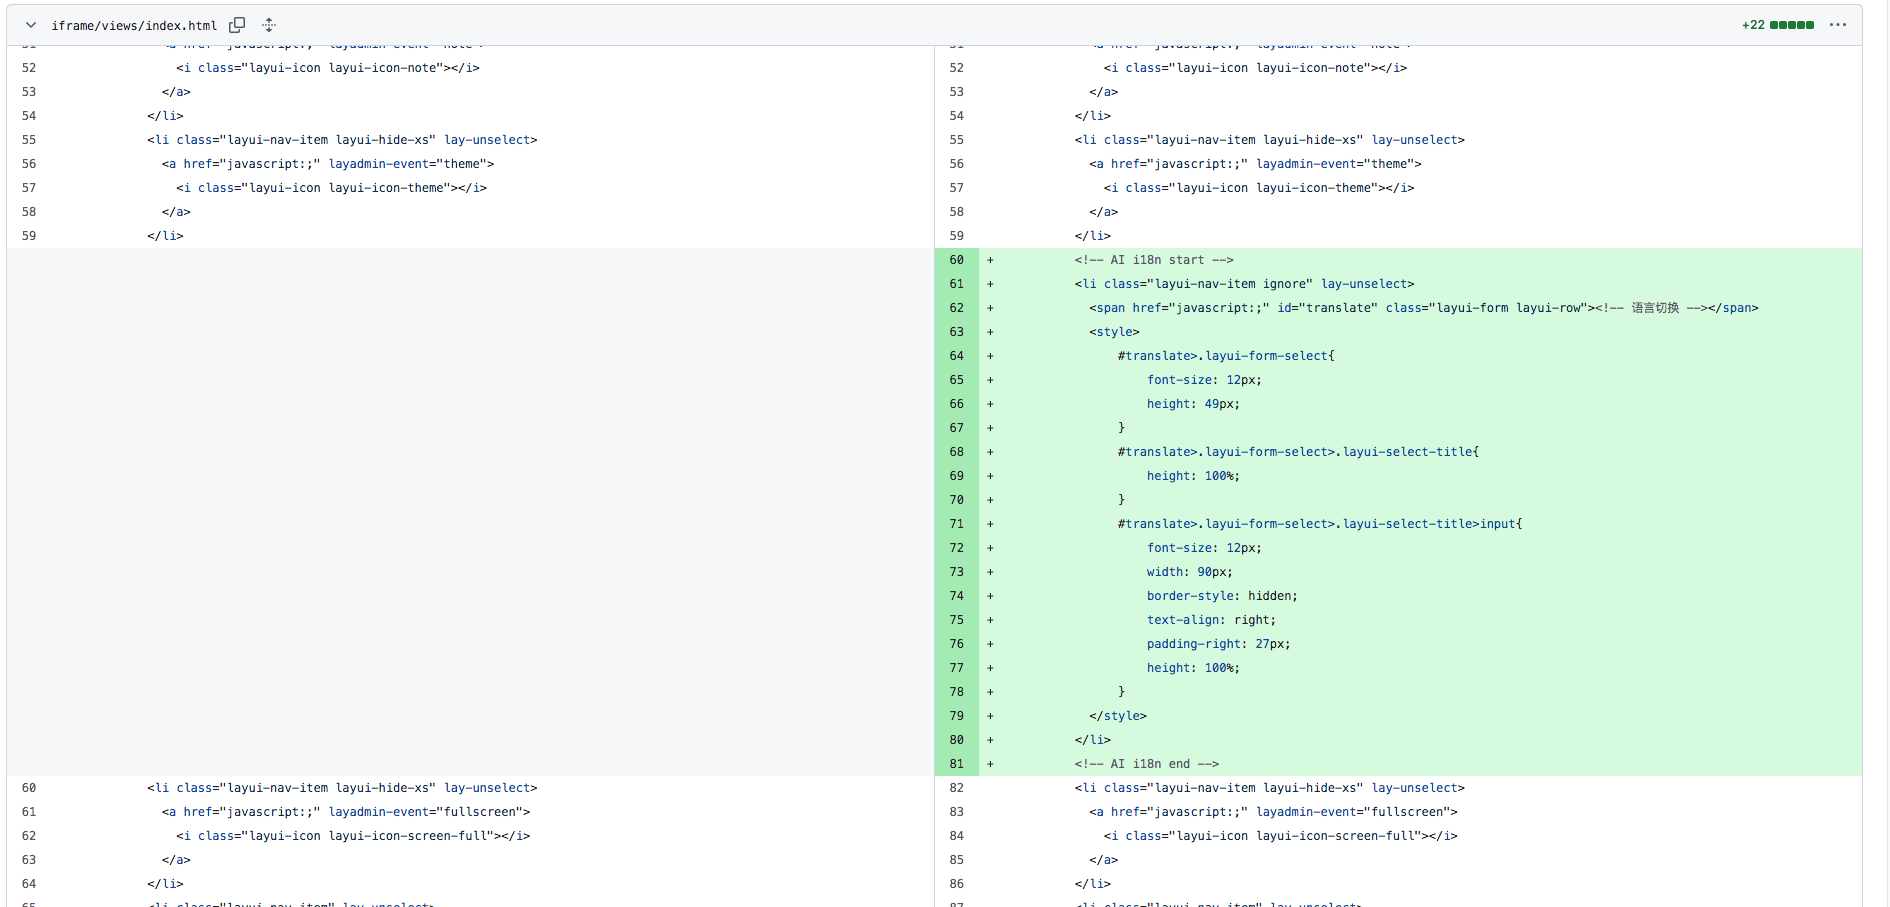 iframe/views/index.html
+22
52 <i class="layui-icon layui-icon-note"></i>
53 </a>
54 </li>
55 <li class="layui-nav-item layui-hide-xs" lay-unselect>
56 <a href="javascript:;" layadmin-event="theme">
57 <i class="layui-icon layui-icon-theme"></i>
58 </a>
59 </li>
60 <li class="layui-nav-item layui-hide-xs" lay-unselect>
61 <a href="javascript:;" layadmin-event="fullscreen">
62 <i class="layui-icon layui-icon-screen-full"></i>
63 </a>
64 </li>
52 <i class="layui-icon layui-icon-note"></i>
53 </a>
54 </li>
55 <li class="layui-nav-item layui-hide-xs" lay-unselect>
56 <a href="javascript:;" layadmin-event="theme">
57 <i class="layui-icon layui-icon-theme"></i>
58 </a>
59 </li>
60 + <!-- AI i18n start -->
61 + <li class="layui-nav-item ignore" lay-unselect>
62 + <span href="javascript:;" id="translate" class="layui-form layui-row"><!-- 语言切换 --></span>
63 + <style>
64 + #translate>.layui-form-select{
65 + font-size: 12px;
66 + height: 49px;
67 + }
68 + #translate>.layui-form-select>.layui-select-title{
69 + height: 100%;
70 + }
71 + #translate>.layui-form-select>.layui-select-title>input{
72 + font-size: 12px;
73 + width: 90px;
74 + border-style: hidden;
75 + text-align: right;
76 + padding-right: 27px;
77 + height: 100%;
78 + }
79 + </style>
80 + </li>
81 + <!-- AI i18n end -->
82 <li class="layui-nav-item layui-hide-xs" lay-unselect>
83 <a href="javascript:;" layadmin-event="fullscreen">
84 <i class="layui-icon layui-icon-screen-full"></i>
85 </a>
86 </li>